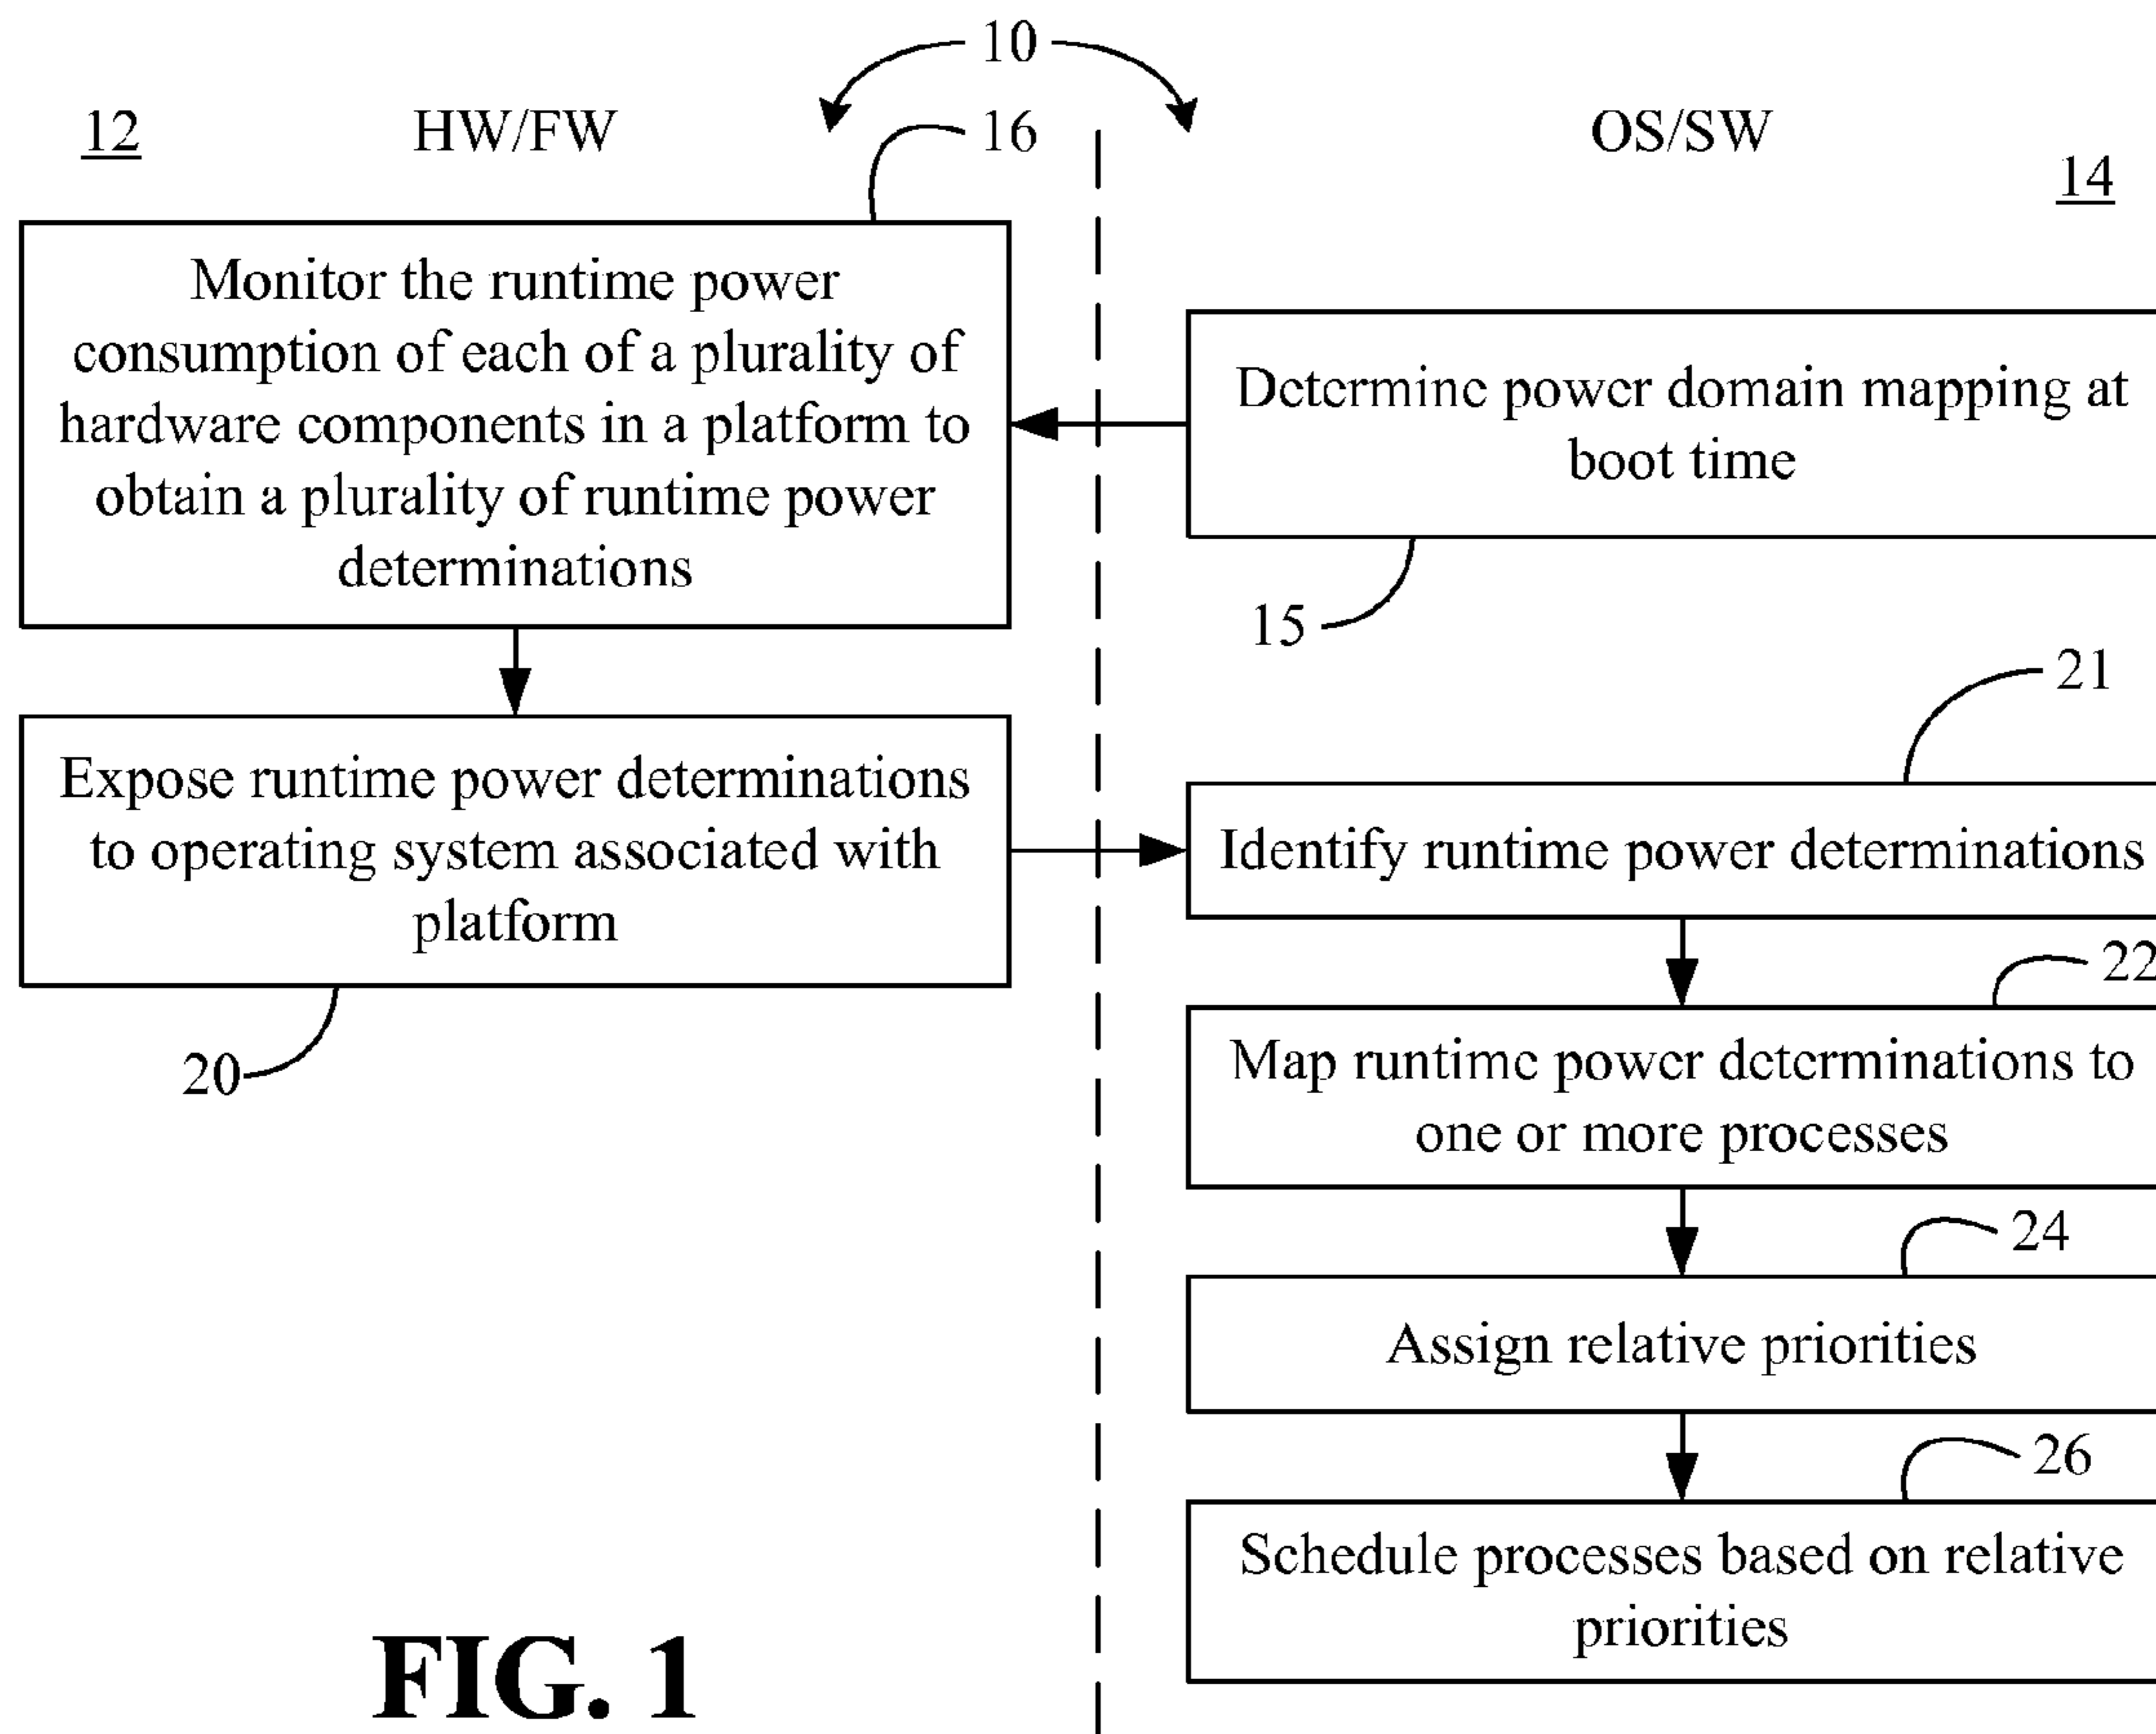 10
12
HW/FW
16
OS/SW
14
Monitor the runtime power
consumption of each of a plurality of
hardware components in a platform to
obtain a plurality of runtime power
determinations
Determine power domain mapping at
boot time
15
21
Expose runtime power determinations
to operating system associated with
platform
20
Identify runtime power determinations
22
Map runtime power determinations to
one or more processes
24
Assign relative priorities
26
Schedule processes based on relative
priorities
FIG. 1